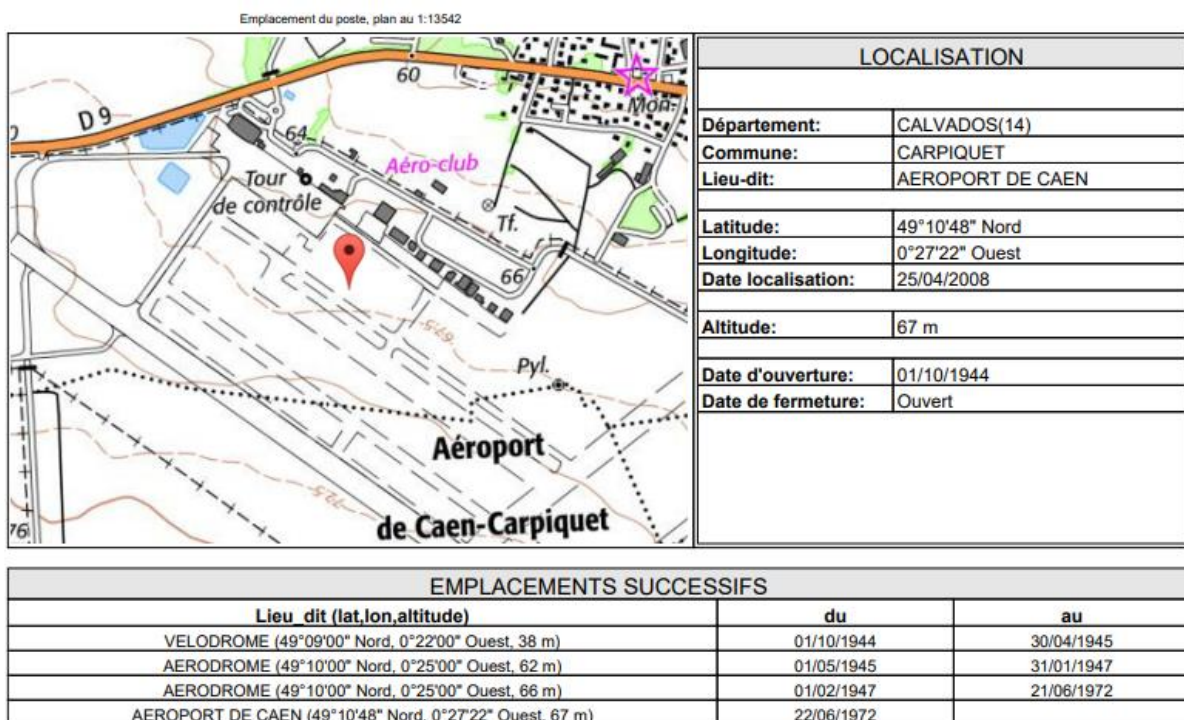 Emplacement du poste, plan au 1:13542
60
D 9
Mon.
64
Aéro-club
Tour
de contrôle
Tf.
66
67.5
Pyl.
Aéroport
72.5
de Caen-Carpiquet
76
LOCALISATION
Département: CALVADOS(14)
Commune: CARPIQUET
Lieu-dit: AEROPORT DE CAEN
Latitude: 49°10'48" Nord
Longitude: 0°27'22" Ouest
Date localisation: 25/04/2008
Altitude: 67 m
Date d'ouverture: 01/10/1944
Date de fermeture: Ouvert
EMPLACEMENTS SUCCESSIFS
Lieu_dit (lat,lon,altitude) du au
VELODROME (49°09'00" Nord, 0°22'00" Ouest, 38 m) 01/10/1944 30/04/1945
AERODROME (49°10'00" Nord, 0°25'00" Ouest, 62 m) 01/05/1945 31/01/1947
AERODROME (49°10'00" Nord, 0°25'00" Ouest, 66 m) 01/02/1947 21/06/1972
AEROPORT DE CAEN (49°10'48" Nord, 0°27'22" Ouest, 67 m) 22/06/1972